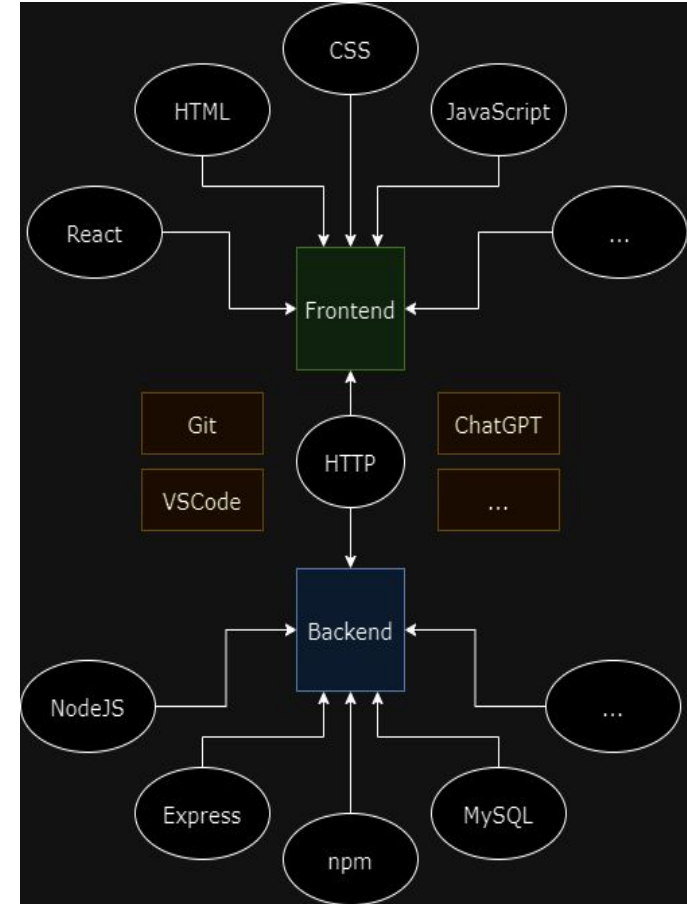 CSS
HTML
JavaScript
React
...
Frontend
Git
ChatGPT
HTTP
VSCode
...
Backend
NodeJS
...
Express
MySQL
npm